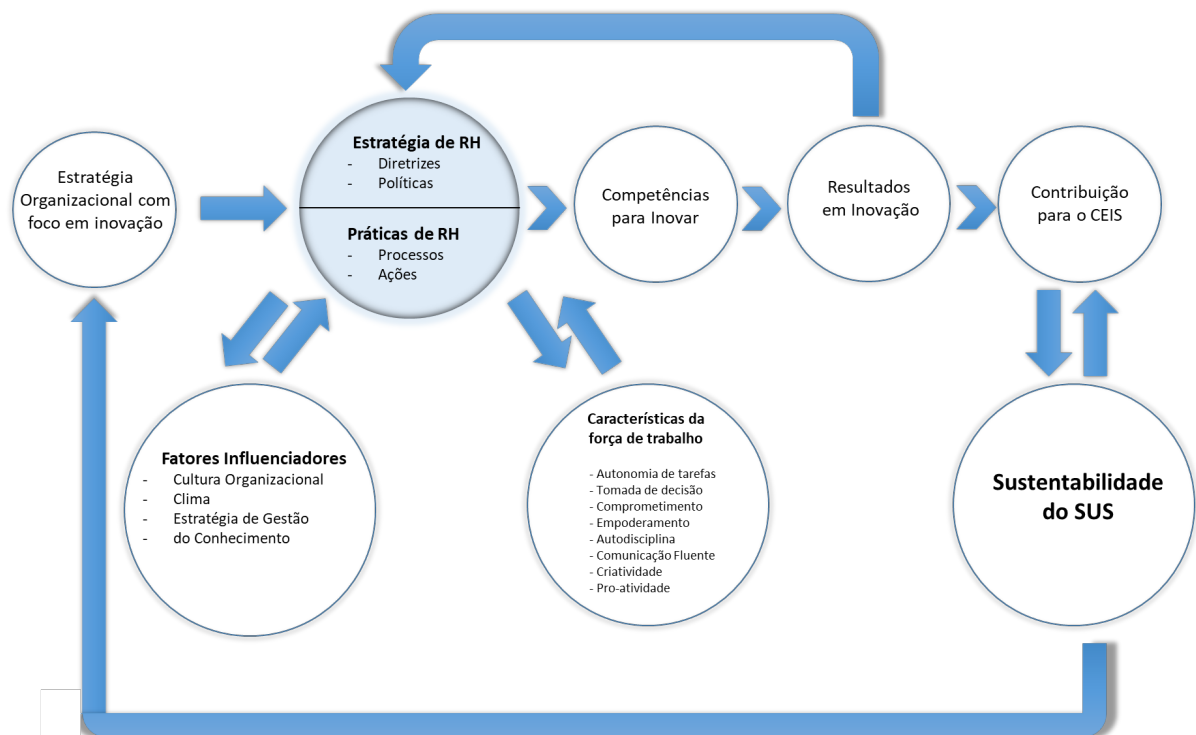 Estratégia
Organizacional com
foco em inovação
Estratégia de RH
- Diretrizes
- Políticas
Práticas de RH
- Processos
- Ações
Competências
para Inovar
Resultados
em Inovação
Contribuição
para o CEIS
Fatores Influenciadores
- Cultura Organizacional
- Clima
- Estratégia de Gestão
- do Conhecimento
Características da
força de trabalho
- Autonomia de tarefas
- Tomada de decisão
- Comprometimento
- Empoderamento
- Autodisciplina
- Comunicação Fluente
- Criatividade
- Pro-atividade
Sustentabilidade
do SUS